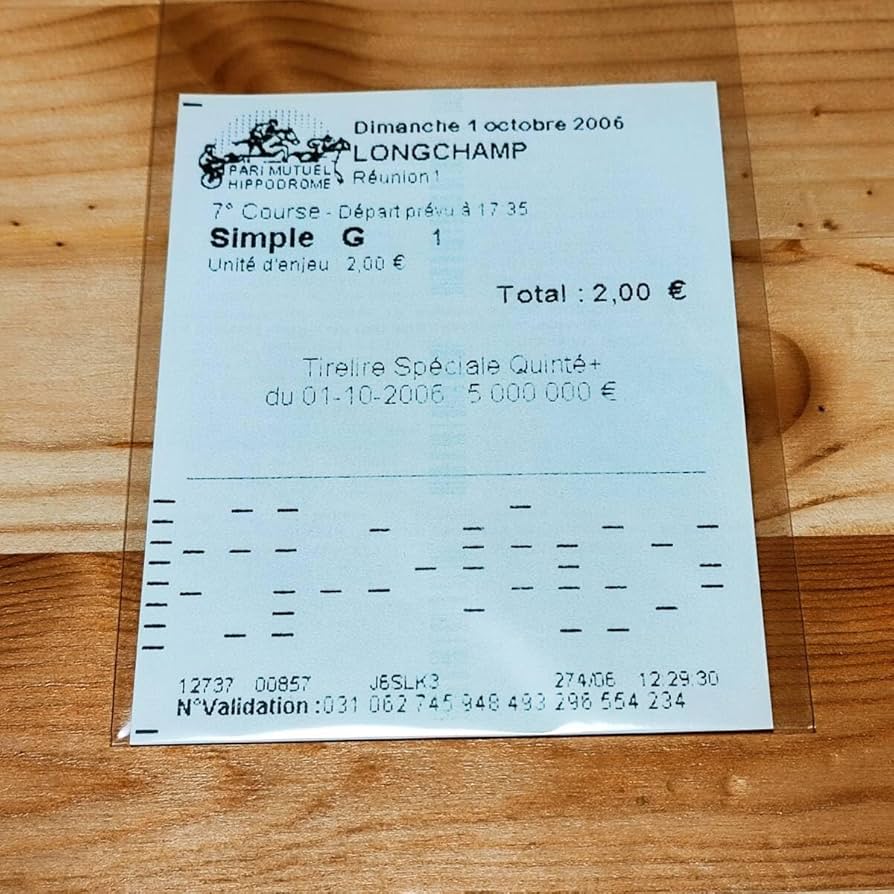 Dimanche 1 octobre 2006
LONGCHAMP
PARI MUTUEL
HIPPODROME
Réunion 1
7° Course - Départ prévu à 17 35
Simple G 1
Unité d'enjeu 2,00 €
Total : 2,00 €
Tirelire Spéciale Quinté+
du 01-10-2006 5 000 000 €
12737 00857 J6SLK3 274/06 12.29.30
N°Validation :031 062 745 948 493 296 554 234